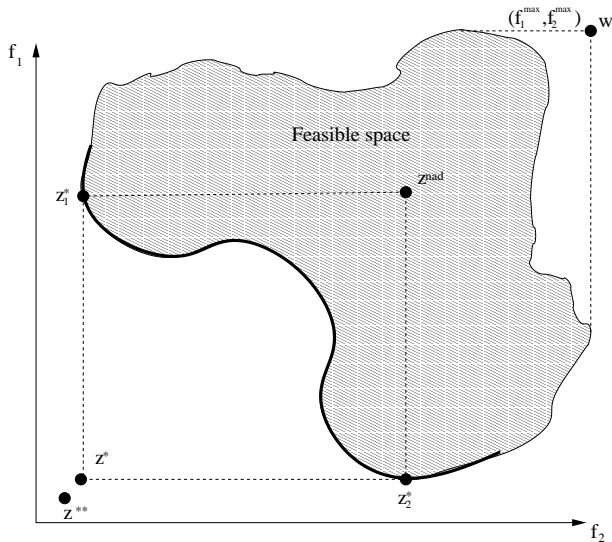 (f₁ᵐᵃˣ, f₂ᵐᵃˣ)
w
f₁
Feasible space
zⁿᵃᵈ
z₁*
z*
z**
z₂*
f₂